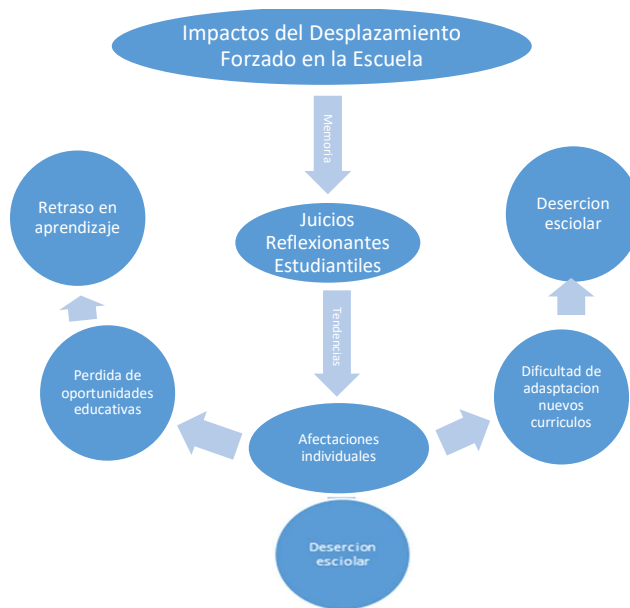 Impactos del Desplazamiento
Forzado en la Escuela
Memoria
Retraso en
aprendizaje
Juicios
Reflexionantes
Estudiantiles
Desercion
esciolar
Tendencias
Perdida de
oportunidades
educativas
Afectaciones
individuales
Dificultad de
adasptacion
nuevos
curriculos
Desercion
esciolar